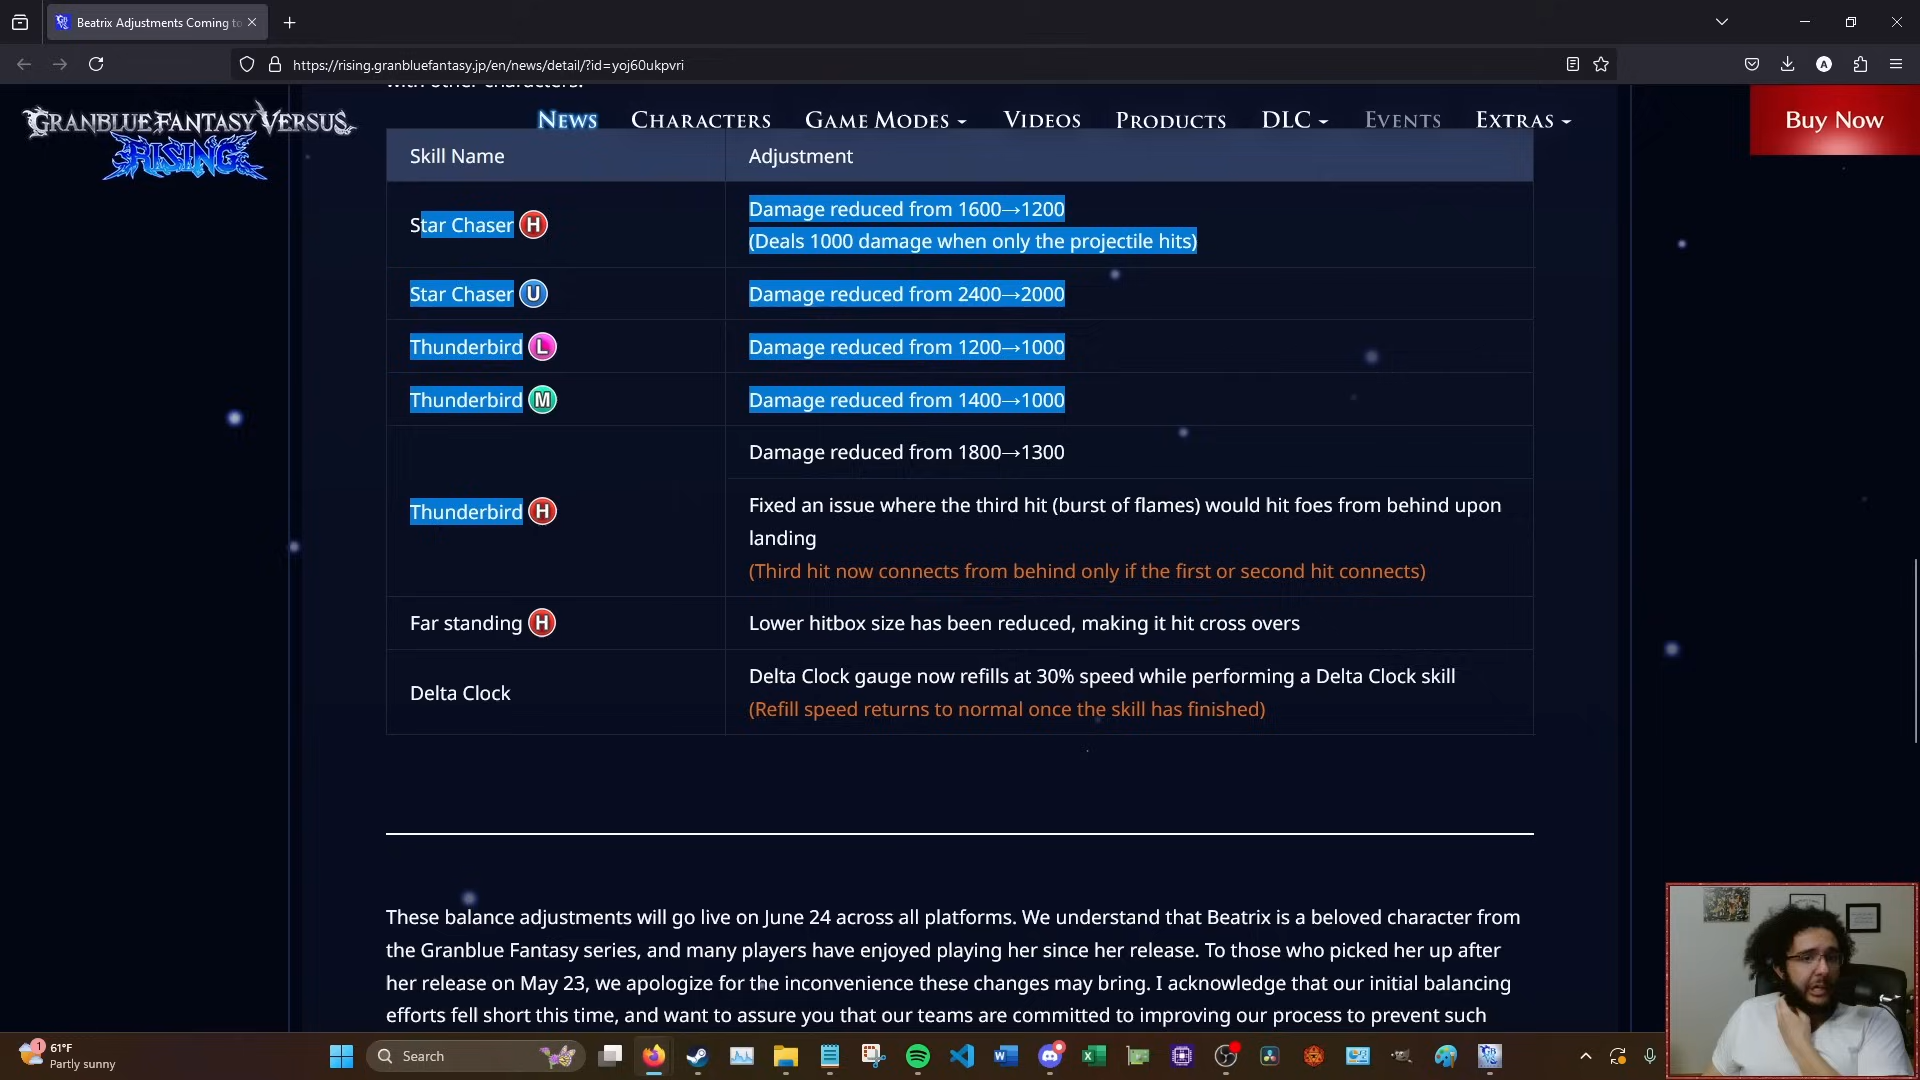 Beatrix Adjustments Coming to
https://rising.granbluefantasy.jp/en/news/detail/?id=yoj60ukpvri
with other characters.
GRANBLUE FANTASY VERSUS
RISING
NEWS
CHARACTERS
GAME MODES
VIDEOS
PRODUCTS
DLC
EVENTS
EXTRAS
Buy Now
Skill Name
Adjustment
Star Chaser H
Damage reduced from 1600→1200
(Deals 1000 damage when only the projectile hits)
Star Chaser U
Damage reduced from 2400→2000
Thunderbird L
Damage reduced from 1200→1000
Thunderbird M
Damage reduced from 1400→1000
Thunderbird H
Damage reduced from 1800→1300
Fixed an issue where the third hit (burst of flames) would hit foes from behind upon
landing
(Third hit now connects from behind only if the first or second hit connects)
Far standing H
Lower hitbox size has been reduced, making it hit cross overs
Delta Clock
Delta Clock gauge now refills at 30% speed while performing a Delta Clock skill
(Refill speed returns to normal once the skill has finished)
These balance adjustments will go live on June 24 across all platforms. We understand that Beatrix is a beloved character from
the Granblue Fantasy series, and many players have enjoyed playing her since her release. To those who picked her up after
her release on May 23, we apologize for the inconvenience these changes may bring. I acknowledge that our initial balancing
efforts fell short this time, and want to assure you that our teams are committed to improving our process to prevent such
1
61°F
Partly sunny
Search